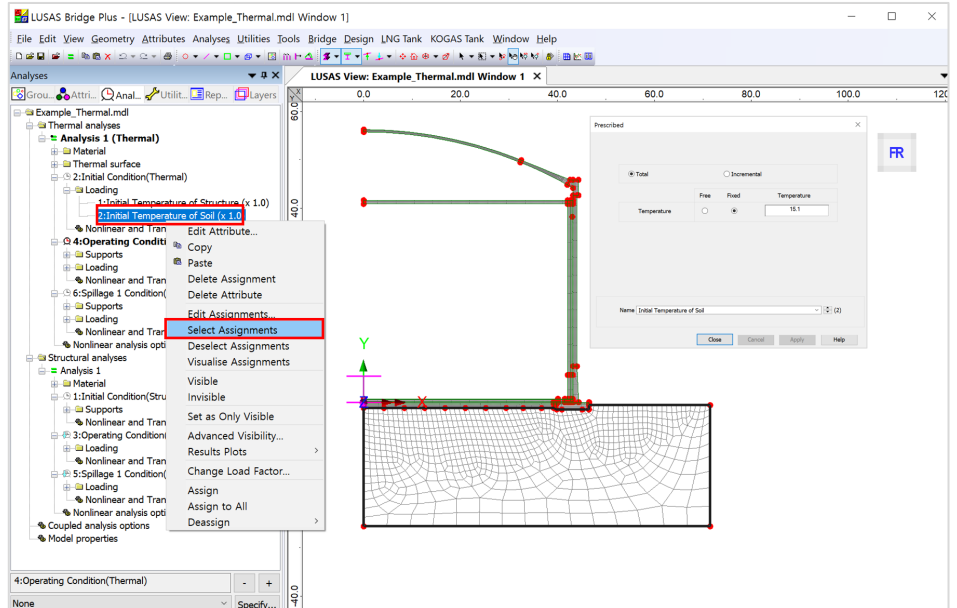 LUSAS Bridge Plus - [LUSAS View: Example_Thermal.mdl Window 1]
File Edit View Geometry Attributes Analyses Utilities Tools Bridge Design LNG Tank KOGAS Tank Window Help
Analyses
LUSAS View: Example_Thermal.mdl Window 1
Grou... Attri... Anal... Utilit... Rep... Layers
X
0.0 20.0 40.0 60.0 80.0 100.0 120
60.0
40.0
-40.0
Example_Thermal.mdl
Thermal analyses
Analysis 1 (Thermal)
Material
Thermal surface
2:Initial Condition(Thermal)
Loading
1:Initial Temperature of Structure (x 1.0)
2:Initial Temperature of Soil (x 1.0
Nonlinear and Tran
4:Operating Conditi
Supports
Loading
Nonlinear and Tran
6:Spillage 1 Condition(
Supports
Loading
Nonlinear and Tran
Nonlinear analysis opti
Structural analyses
Analysis 1
Material
1:Initial Condition(Stru
Supports
Nonlinear and Tran
3:Operating Condition(
Loading
Nonlinear and Tran
5:Spillage 1 Condition(
Loading
Nonlinear and Tran
Nonlinear analysis opti
Coupled analysis options
Model properties
Edit Attribute...
Copy
Paste
Delete Assignment
Delete Attribute
Edit Assignments...
Select Assignments
Deselect Assignments
Visualise Assignments
Visible
Invisible
Set as Only Visible
Advanced Visibility...
Results Plots
Change Load Factor...
Assign
Assign to All
Deassign
4:Operating Condition(Thermal)
- +
None
Specify...
Prescribed
Total Incremental
Free Fixed Temperature
Temperature 15.1
Name Initial Temperature of Soil (2)
Close Cancel Apply Help
FR
Y
X